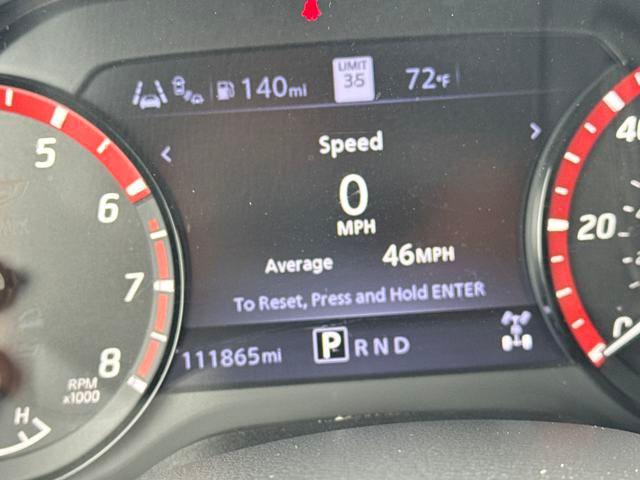 140mi
LIMIT
35
72°F
Speed
0
MPH
Average 46MPH
To Reset, Press and Hold ENTER
111865mi
P R N D
5
6
7
8
RPM
x1000
H
40
20
0